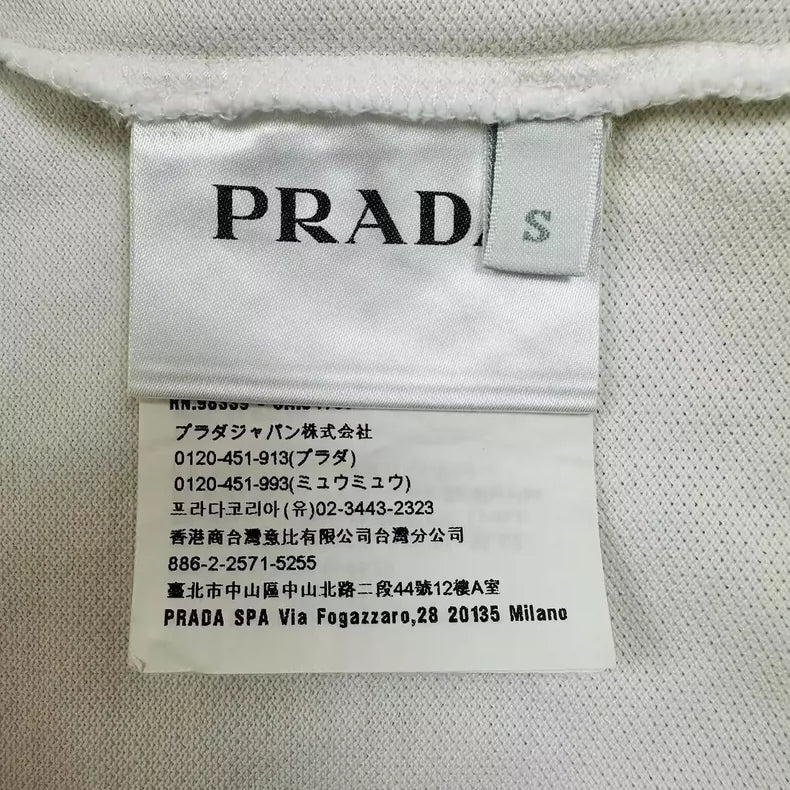 PRADA
S
プラダジャパン株式会社
0120-451-913(プラダ)
0120-451-993(ミュウミュウ)
프라다코리아(유)02-3443-2323
香港商台灣意比有限公司台灣分公司
886-2-2571-5255
臺北市中山區中山北路二段44號12樓A室
PRADA SPA Via Fogazzaro,28 20135 Milano